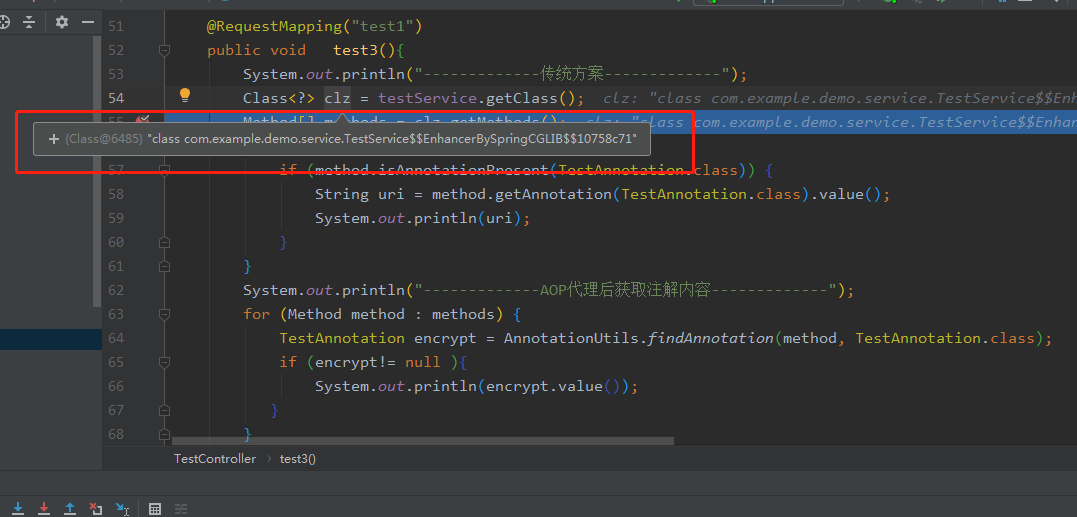 51 @RequestMapping("test1")
52 public void test3(){
53 System.out.println("-------------传统方案-------------");
54 Class<?> clz = testService.getClass(); clz: "class com.example.demo.service.TestService$$En
55 Method[] methods = clz.getMethods(); clz: "class com.example.demo.service.TestService$$Enhan
+ {Class@6485} "class com.example.demo.service.TestService$$EnhancerBySpringCGLIB$$10758c71"
57 if (method.isAnnotationPresent(TestAnnotation.class)) {
58 String uri = method.getAnnotation(TestAnnotation.class).value();
59 System.out.println(uri);
60 }
61 }
62 System.out.println("-------------AOP代理后获取注解内容-------------");
63 for (Method method : methods) {
64 TestAnnotation encrypt = AnnotationUtils.findAnnotation(method, TestAnnotation.class);
65 if (encrypt!= null ){
66 System.out.println(encrypt.value());
67 }
68 }
TestController › test3()